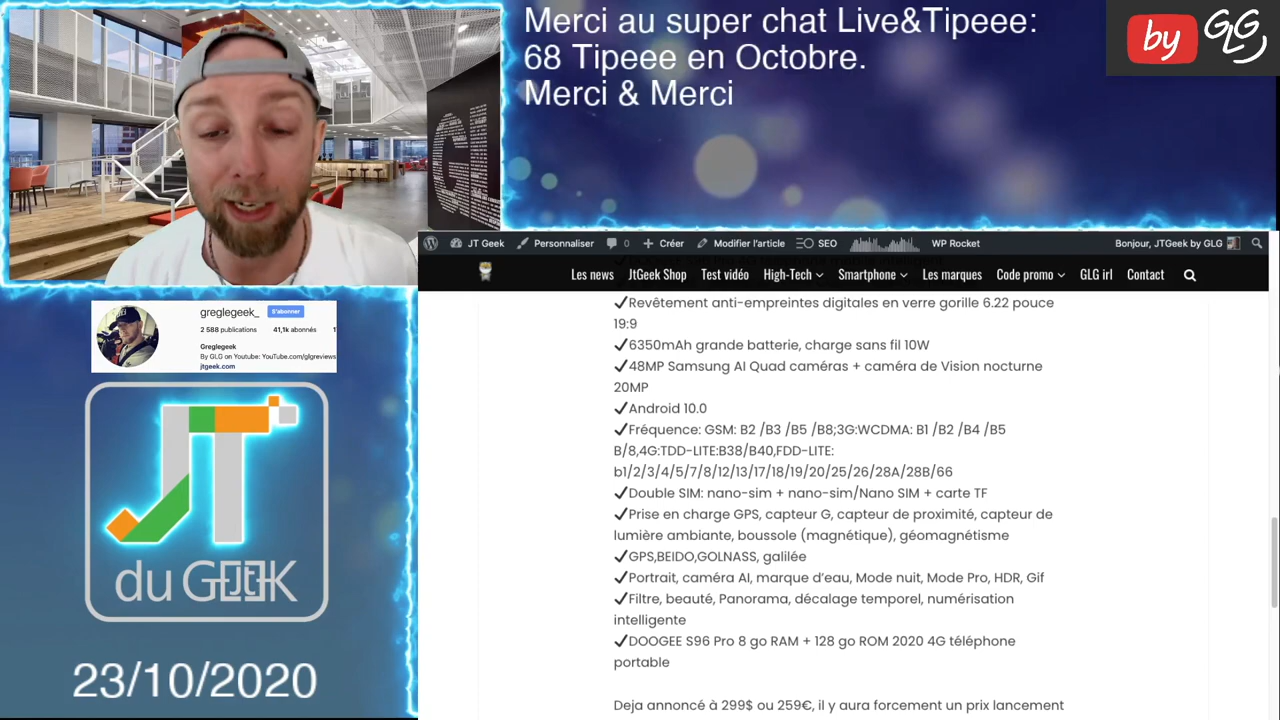 Merci au super chat Live&Tipeee:
68 Tipeee en Octobre.
Merci & Merci
by GLG
greglegeek_ S'abonner
2 588 publications 41,1k abonnés 1
Greglegeek
By GLG on Youtube: YouTube.com/glgreviews
jtgeek.com
JT
du GEEK
23/10/2020
JT Geek Personnaliser 0 Créer Modifier l'article SEO WP Rocket Bonjour, JTGeek by GLG
Les news JtGeek Shop Test vidéo High-Tech Smartphone Les marques Code promo GLG irl Contact
✓Revêtement anti-empreintes digitales en verre gorille 6.22 pouce
19:9
✓6350mAh grande batterie, charge sans fil 10W
✓48MP Samsung AI Quad caméras + caméra de Vision nocturne
20MP
✓Android 10.0
✓Fréquence: GSM: B2 /B3 /B5 /B8;3G:WCDMA: B1 /B2 /B4 /B5
B/8,4G:TDD-LITE:B38/B40,FDD-LITE:
b1/2/3/4/5/7/8/12/13/17/18/19/20/25/26/28A/28B/66
✓Double SIM: nano-sim + nano-sim/Nano SIM + carte TF
✓Prise en charge GPS, capteur G, capteur de proximité, capteur de
lumière ambiante, boussole (magnétique), géomagnétisme
✓GPS,BEIDO,GOLNASS, galilée
✓Portrait, caméra AI, marque d'eau, Mode nuit, Mode Pro, HDR, Gif
✓Filtre, beauté, Panorama, décalage temporel, numérisation
intelligente
✓DOOGEE S96 Pro 8 go RAM + 128 go ROM 2020 4G téléphone
portable
Deja annoncé à 299$ ou 259€, il y aura forcement un prix lancement